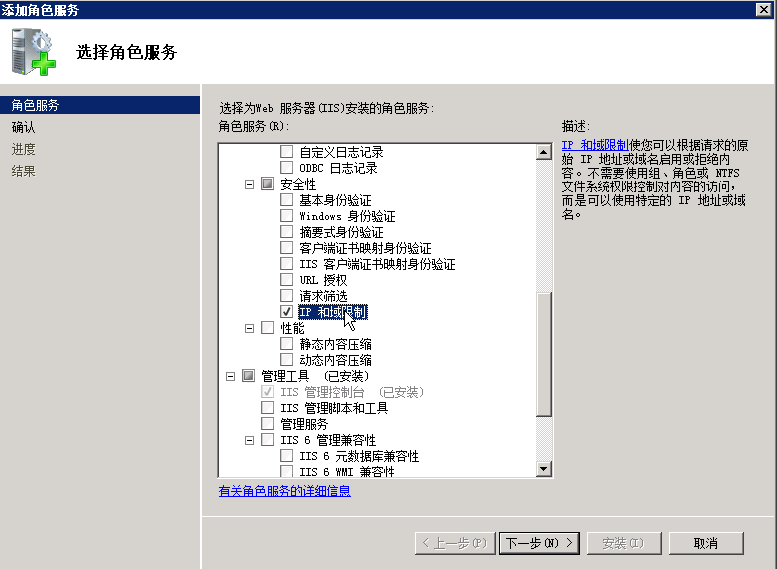 添加角色服务
选择角色服务
角色服务
确认
进度
结果
选择为Web 服务器(IIS)安装的角色服务:
角色服务(R):
自定义日志记录
ODBC 日志记录
安全性
基本身份验证
Windows 身份验证
摘要式身份验证
客户端证书映射身份验证
IIS 客户端证书映射身份验证
URL 授权
请求筛选
IP 和域限制
性能
静态内容压缩
动态内容压缩
管理工具 (已安装)
IIS 管理控制台 (已安装)
IIS 管理脚本和工具
管理服务
IIS 6 管理兼容性
IIS 6 元数据库兼容性
IIS 6 WMI 兼容性
有关角色服务的详细信息
描述:
IP 和域限制使您可以根据请求的原
始 IP 地址或域名启用或拒绝内
容。不需要使用组、角色或 NTFS
文件系统权限控制对内容的访问，
而是可以使用特定的 IP 地址或域
名。
< 上一步(P)
下一步(N) >
安装(I)
取消